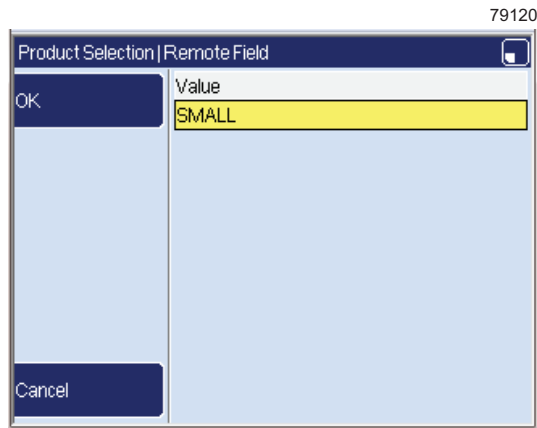 79120
Product Selection | Remote Field
OK
Value
SMALL
Cancel